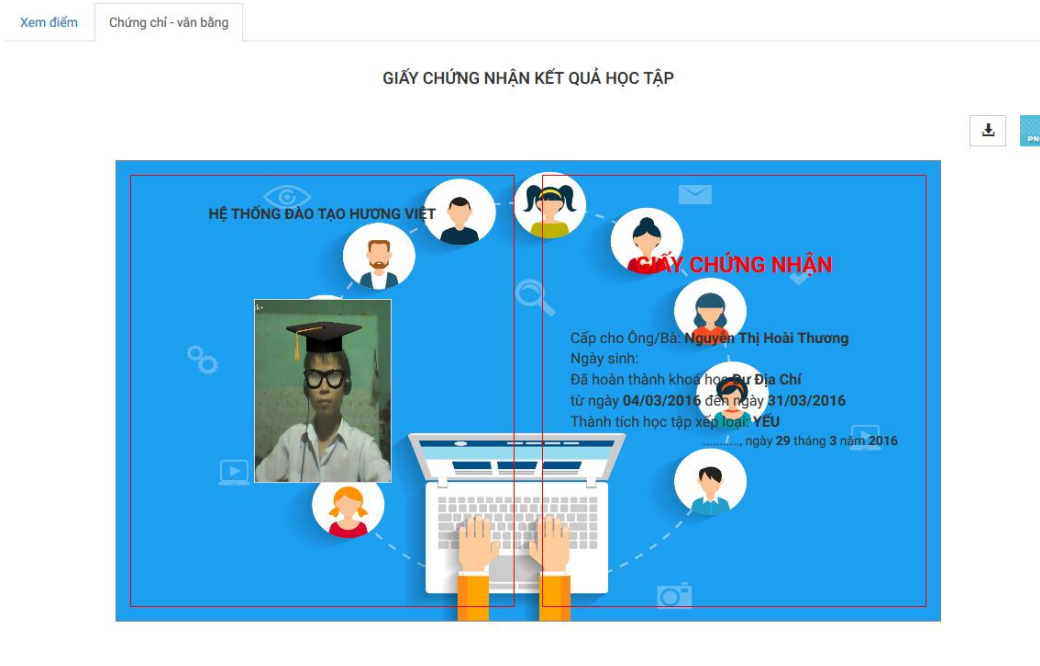 Xem điểm
Chứng chỉ - văn bằng
GIẤY CHỨNG NHẬN KẾT QUẢ HỌC TẬP
HỆ THỐNG ĐÀO TẠO HƯƠNG VIỆT
GIẤY CHỨNG NHẬN
Cấp cho Ông/Bà: Nguyễn Thị Hoài Thương
Ngày sinh:
Đã hoàn thành khoá học Dư Địa Chí
từ ngày 04/03/2016 đến ngày 31/03/2016
Thành tích học tập xếp loại: YẾU
..........., ngày 29 tháng 3 năm 2016